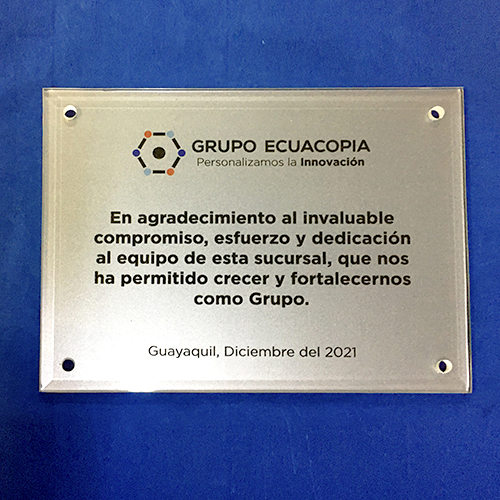 GRUPO ECUACOPIA
Personalizamos la Innovación
En agradecimiento al invaluable
compromiso, esfuerzo y dedicación
al equipo de esta sucursal, que nos
ha permitido crecer y fortalecernos
como Grupo.
Guayaquil, Diciembre del 2021